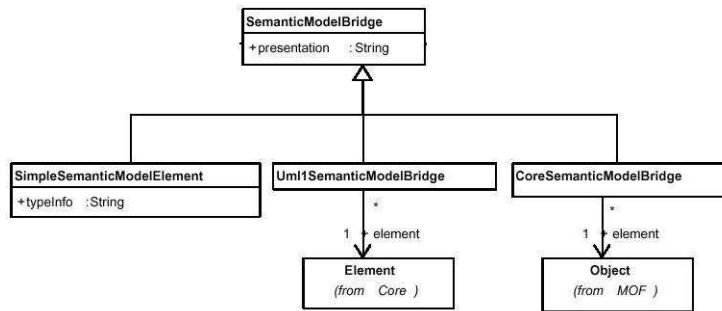 SemanticModelBridge
+presentation :String
SimpleSemanticModelElement
+typeInfo :String
Uml1SemanticModelBridge
CoreSemanticModelBridge
*
*
1 + element
1 + element
Element
(from Core )
Object
(from MOF )